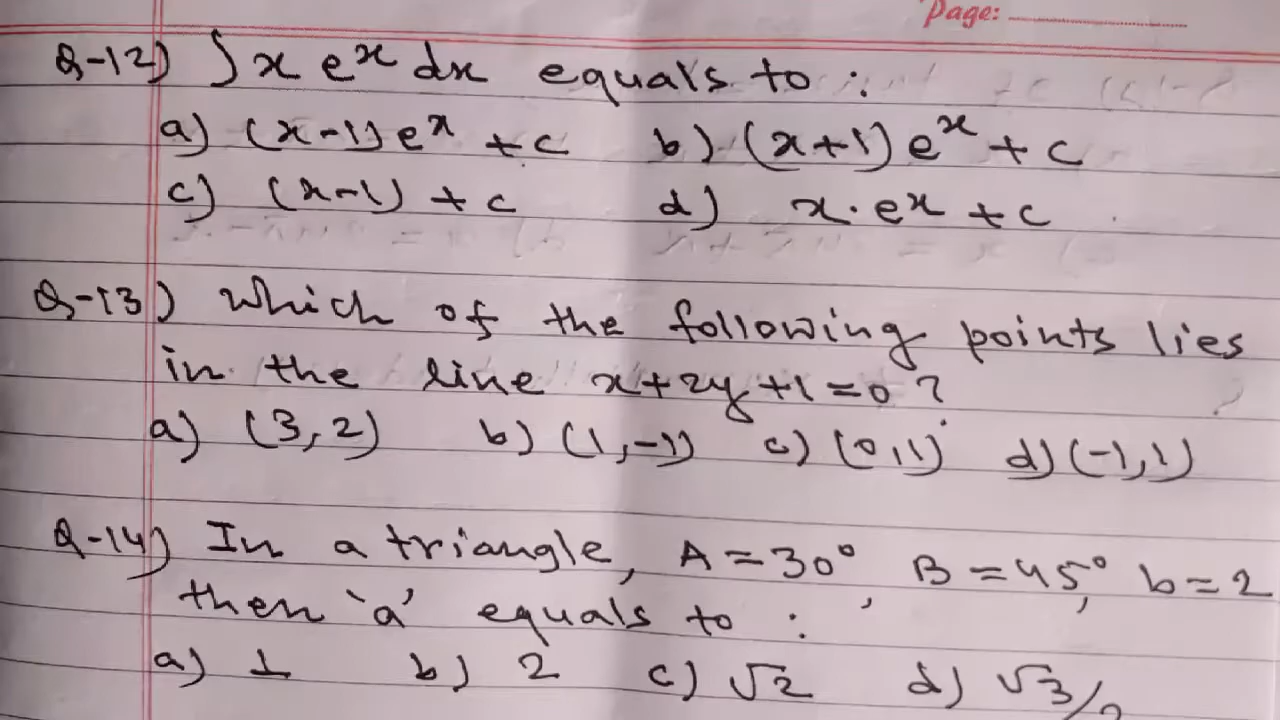 Page:
Q-12) ∫ x eˣ dx equals to :
a) (x-1) eˣ + c b) (x+1) eˣ + c
c) (x-1) + c d) x · eˣ + c
Q-13) Which of the following points lies
in the line x+2y+1=0 ?
a) (3,2) b) (1,-1) c) (0,1) d) (-1,1)
Q-14) In a triangle, A = 30°, B = 45°, b = 2
then 'a' equals to :
a) 1 b) 2 c) √2 d) √3/2